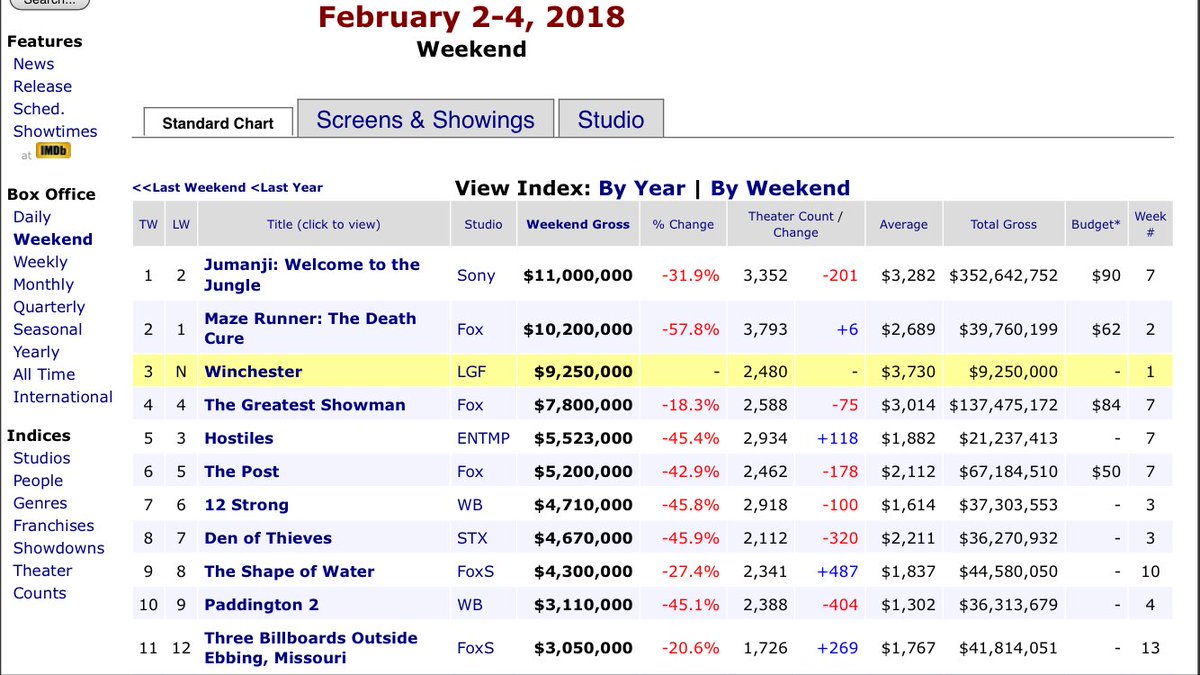 Search...
February 2-4, 2018
Weekend
Features
News
Release
Sched.
Showtimes
at IMDb
Box Office
Daily
Weekend
Weekly
Monthly
Quarterly
Seasonal
Yearly
All Time
International
Indices
Studios
People
Genres
Franchises
Showdowns
Theater
Counts
Standard Chart Screens & Showings Studio
<<Last Weekend <Last Year View Index: By Year | By Weekend
TW LW Title (click to view) Studio Weekend Gross % Change Theater Count / Change Average Total Gross Budget* Week #
1 2 Jumanji: Welcome to the Jungle Sony $11,000,000 -31.9% 3,352 -201 $3,282 $352,642,752 $90 7
2 1 Maze Runner: The Death Cure Fox $10,200,000 -57.8% 3,793 +6 $2,689 $39,760,199 $62 2
3 N Winchester LGF $9,250,000 - 2,480 - $3,730 $9,250,000 - 1
4 4 The Greatest Showman Fox $7,800,000 -18.3% 2,588 -75 $3,014 $137,475,172 $84 7
5 3 Hostiles ENTMP $5,523,000 -45.4% 2,934 +118 $1,882 $21,237,413 - 7
6 5 The Post Fox $5,200,000 -42.9% 2,462 -178 $2,112 $67,184,510 $50 7
7 6 12 Strong WB $4,710,000 -45.8% 2,918 -100 $1,614 $37,303,553 - 3
8 7 Den of Thieves STX $4,670,000 -45.9% 2,112 -320 $2,211 $36,270,932 - 3
9 8 The Shape of Water FoxS $4,300,000 -27.4% 2,341 +487 $1,837 $44,580,050 - 10
10 9 Paddington 2 WB $3,110,000 -45.1% 2,388 -404 $1,302 $36,313,679 - 4
11 12 Three Billboards Outside Ebbing, Missouri FoxS $3,050,000 -20.6% 1,726 +269 $1,767 $41,814,051 - 13